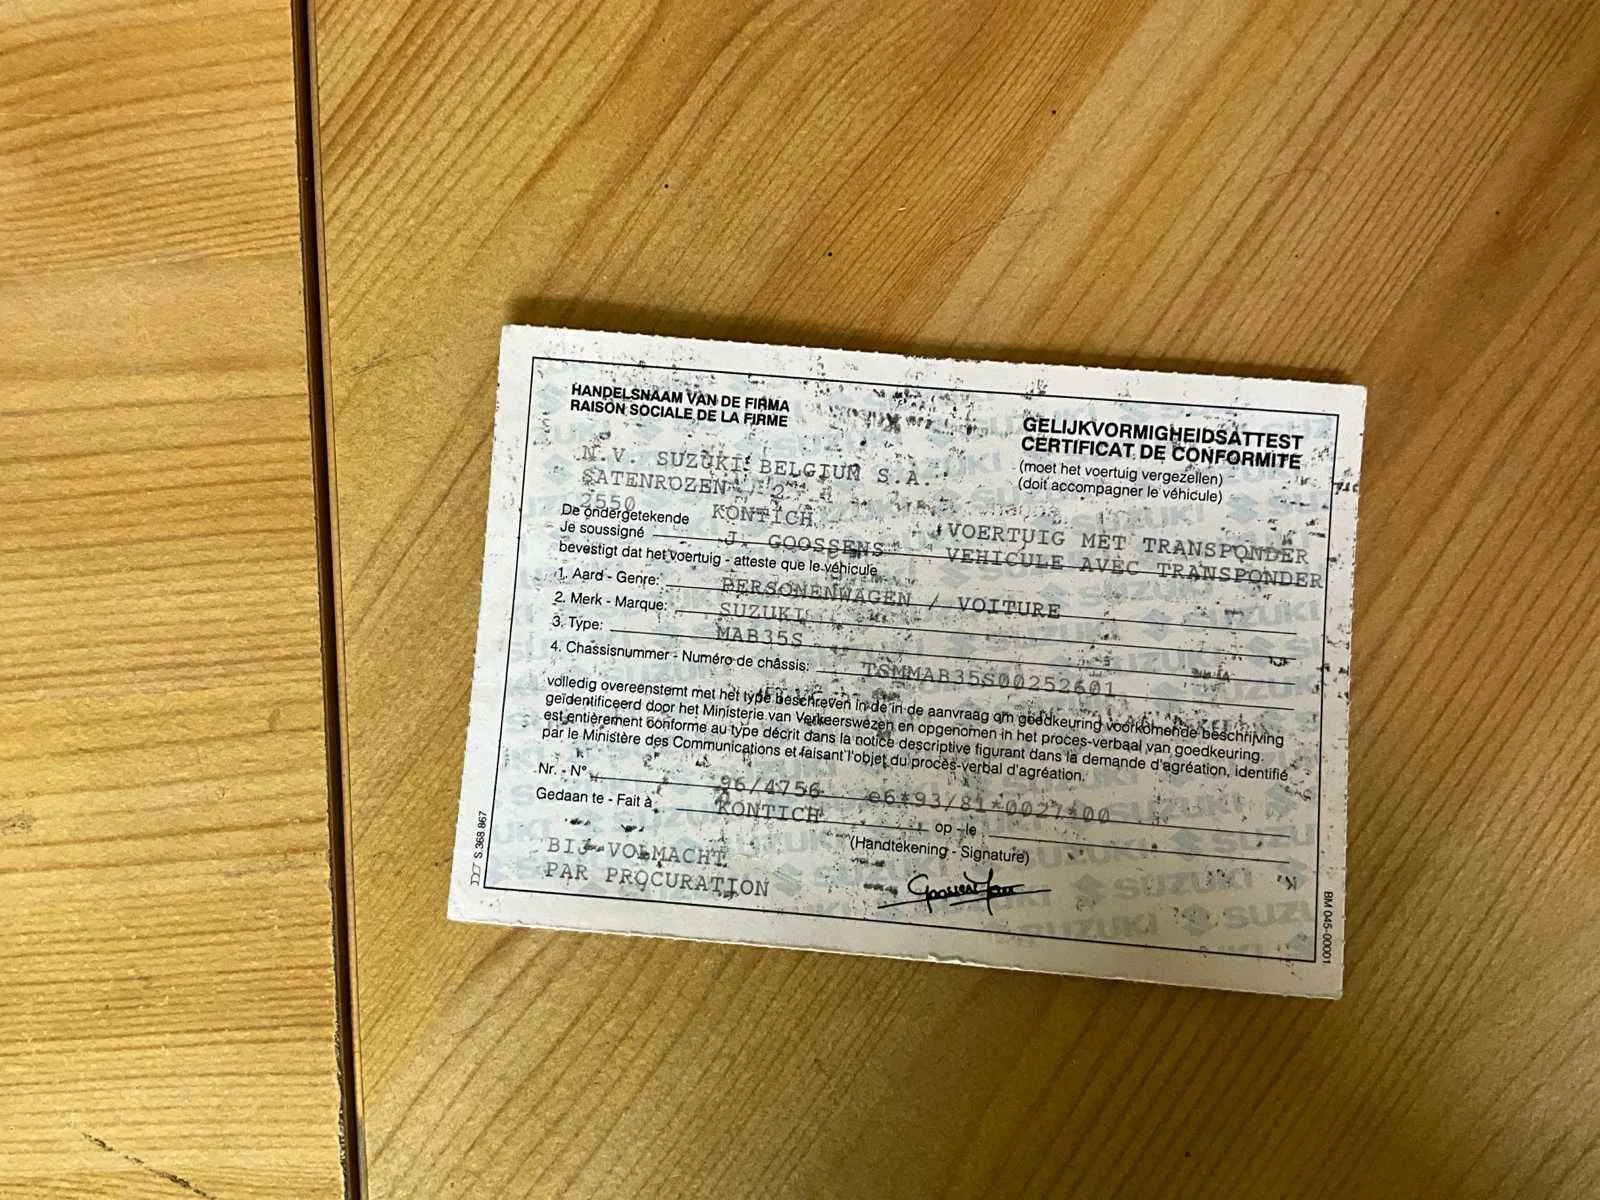 HANDELSNAAM VAN DE FIRMA
RAISON SOCIALE DE LA FIRME
GELIJKVORMIGHEIDSATTEST
CERTIFICAT DE CONFORMITE
(moet het voertuig vergezellen)
(doit accompagner le véhicule)
N.V. SUZUKI BELGIUM S.A.
SATENROZEN 2
2550 KONTICH
VOERTUIG MET TRANSPONDER
De ondergetekende
Je soussigné J. GOOSSENS VEHICULE AVEC TRANSPONDER
bevestigt dat het voertuig - atteste que le véhicule
1. Aard - Genre: PERSONENWAGEN / VOITURE
2. Merk - Marque: SUZUKI
3. Type: MAB35S
4. Chassisnummer - Numéro de châssis: TSMMAB35S00252601
volledig overeenstemt met het type beschreven in de in de aanvraag om goedkeuring voorkomende beschrijving
geïdentificeerd door het Ministerie van Verkeerswezen en opgenomen in het proces-verbaal van goedkeuring.
est entièrement conforme au type décrit dans la notice descriptive figurant dans la demande d'agréation, identifié
par le Ministère des Communications et faisant l'objet du procès-verbal d'agréation.
Nr. - N° 96/4756 e6*93/81*0027*00
Gedaan te - Fait à KONTICH op - le
(Handtekening - Signature)
BIJ VOLMACHT
PAR PROCURATION
S.368.867
BM 045-00001